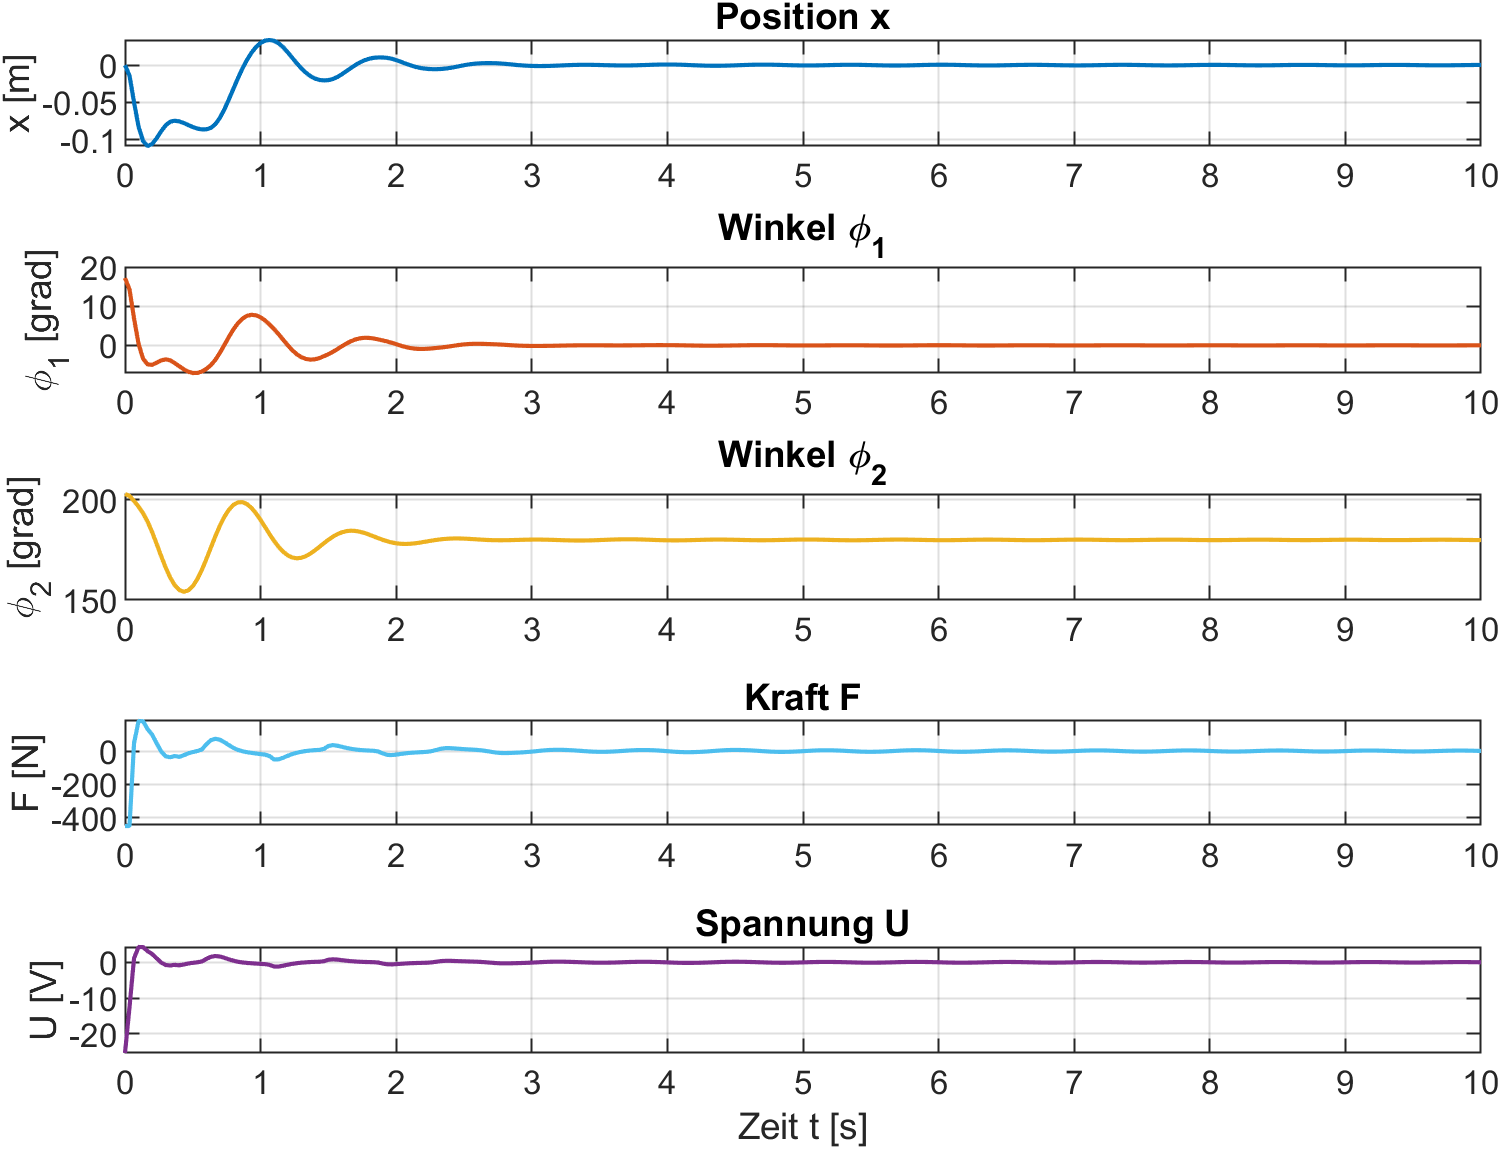 Position x
x [m]
0
-0.05
-0.1
0 1 2 3 4 5 6 7 8 9 10
Winkel ϕ1
ϕ1 [grad]
20
10
0
0 1 2 3 4 5 6 7 8 9 10
Winkel ϕ2
ϕ2 [grad]
200
150
0 1 2 3 4 5 6 7 8 9 10
Kraft F
F [N]
0
-200
-400
0 1 2 3 4 5 6 7 8 9 10
Spannung U
U [V]
0
-10
-20
0 1 2 3 4 5 6 7 8 9 10
Zeit t [s]